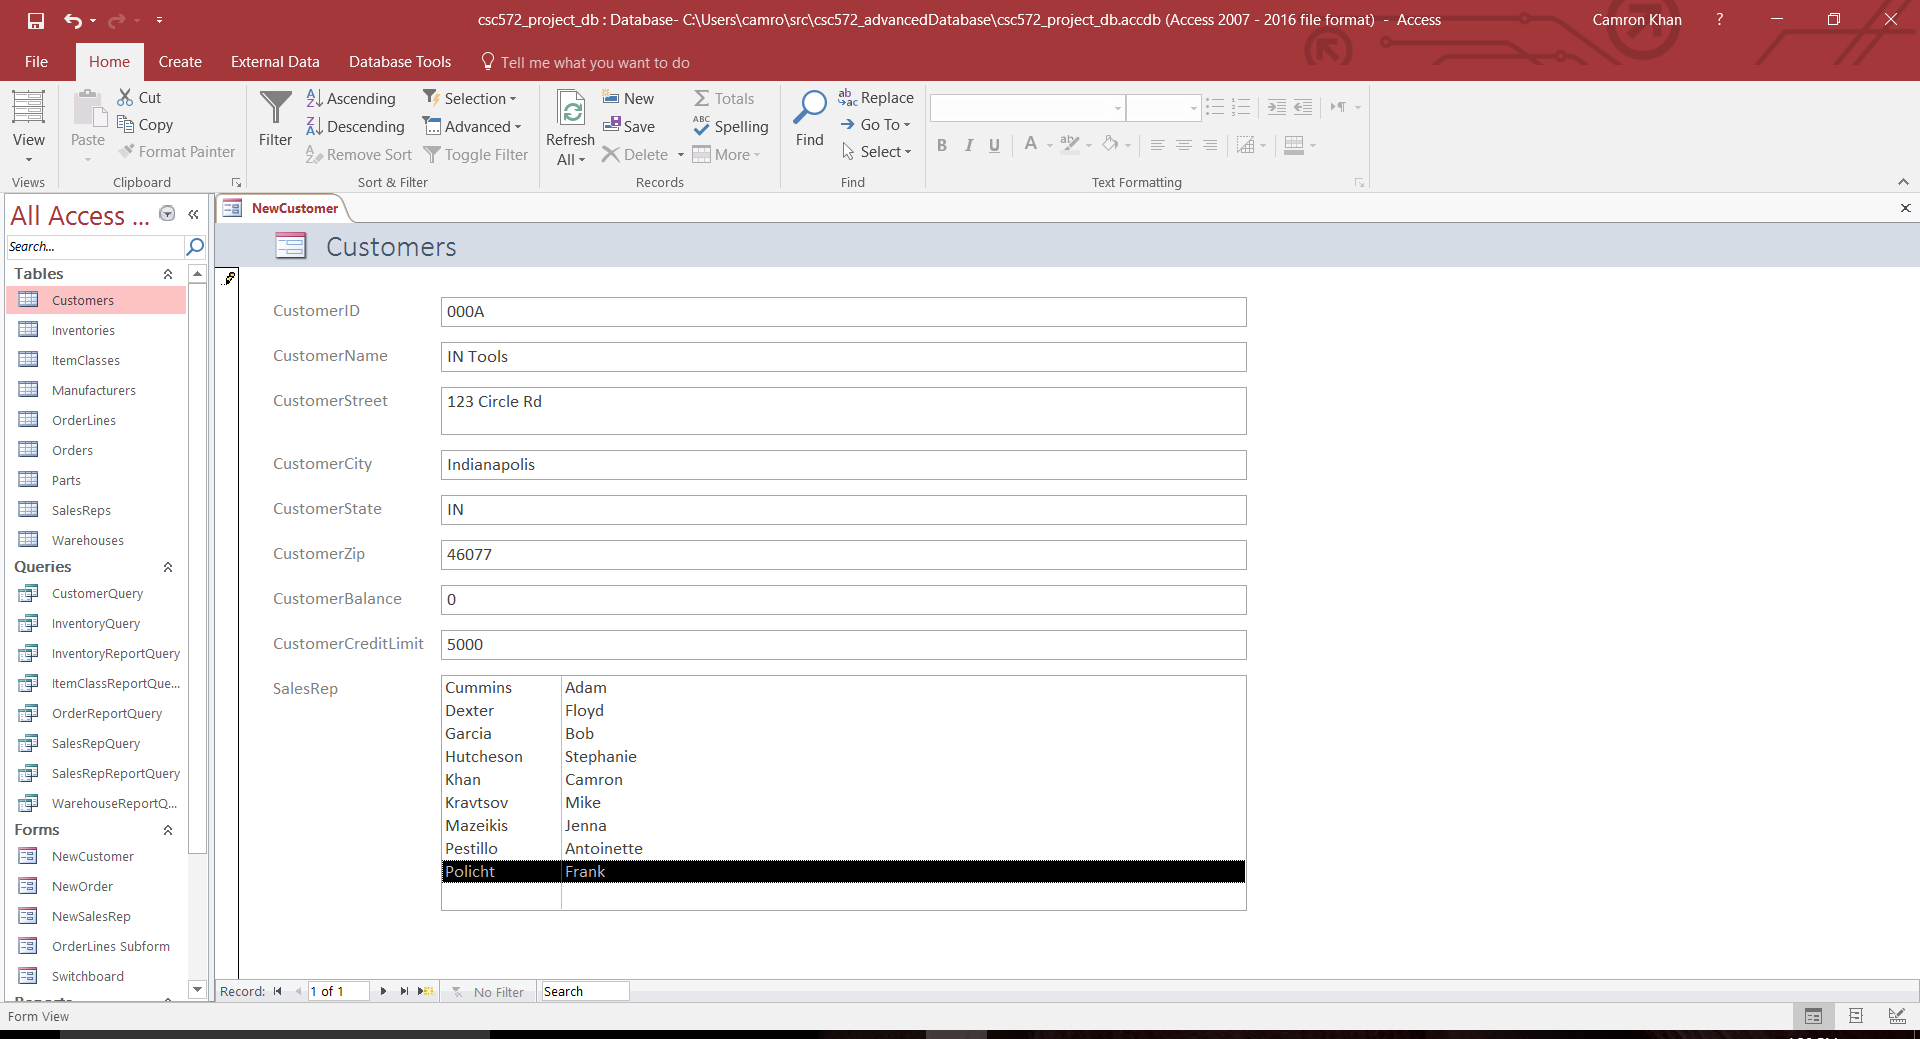 csc572_project_db : Database- C:\Users\camro\src\csc572_advancedDatabase\csc572_project_db.accdb (Access 2007 - 2016 file format) - Access
Camron Khan
?
File
Home
Create
External Data
Database Tools
Tell me what you want to do
View
Views
Paste
Cut
Copy
Format Painter
Clipboard
Filter
Ascending
Descending
Remove Sort
Selection
Advanced
Toggle Filter
Sort & Filter
Refresh
All
New
Save
Delete
Totals
Spelling
More
Records
Find
Replace
Go To
Select
Find
B I U A
Text Formatting
All Access ...
Search...
Tables
Customers
Inventories
ItemClasses
Manufacturers
OrderLines
Orders
Parts
SalesReps
Warehouses
Queries
CustomerQuery
InventoryQuery
InventoryReportQuery
ItemClassReportQue...
OrderReportQuery
SalesRepQuery
SalesRepReportQuery
WarehouseReportQ...
Forms
NewCustomer
NewOrder
NewSalesRep
OrderLines Subform
Switchboard
NewCustomer
Customers
CustomerID 000A
CustomerName IN Tools
CustomerStreet 123 Circle Rd
CustomerCity Indianapolis
CustomerState IN
CustomerZip 46077
CustomerBalance 0
CustomerCreditLimit 5000
SalesRep
Cummins Adam
Dexter Floyd
Garcia Bob
Hutcheson Stephanie
Khan Camron
Kravtsov Mike
Mazeikis Jenna
Pestillo Antoinette
Policht Frank
Record: 1 of 1 No Filter Search
Form View